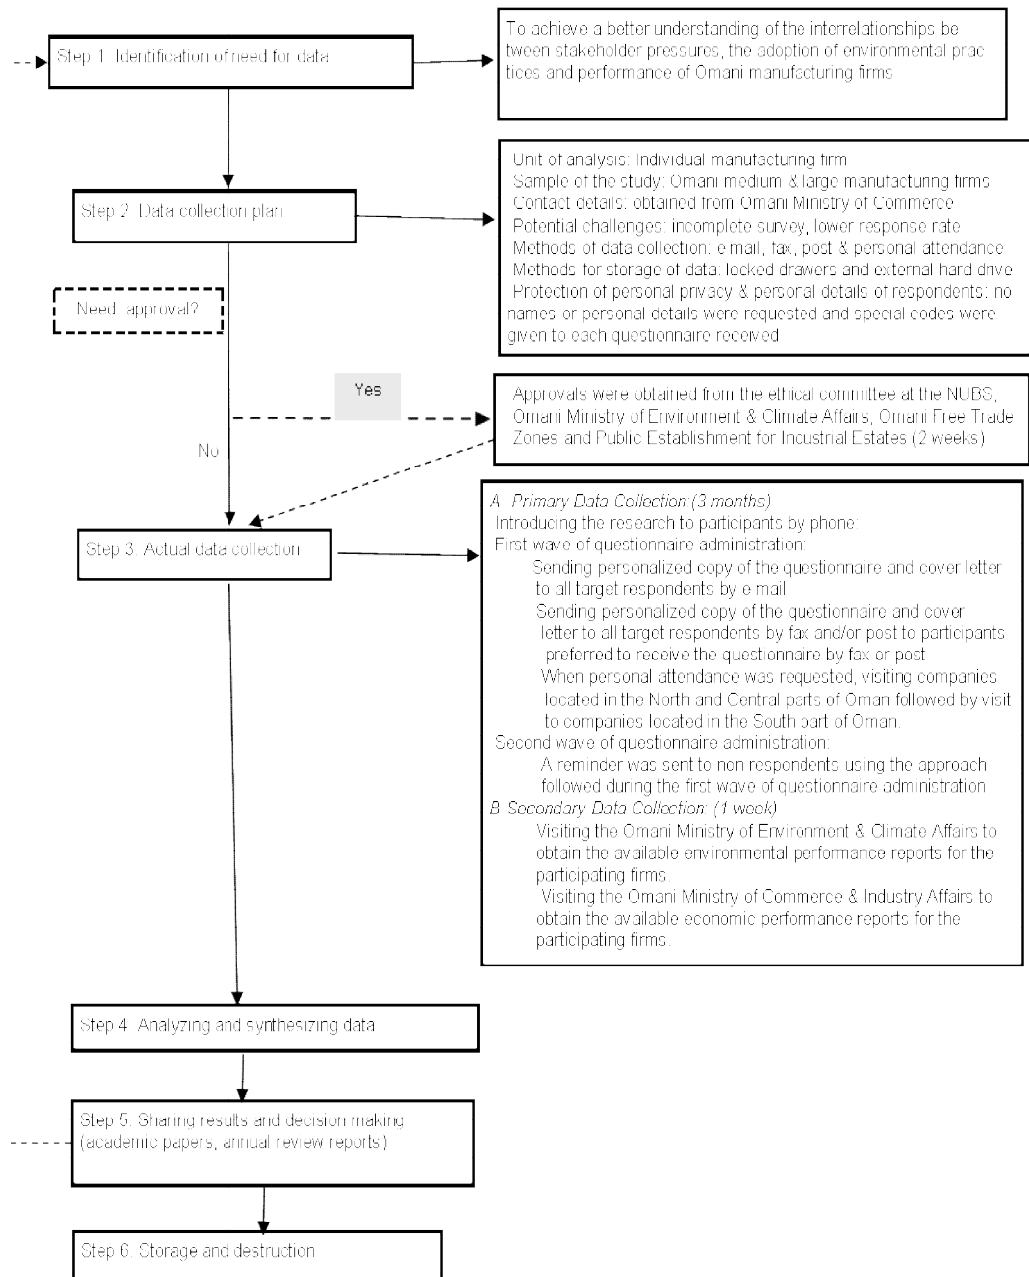 Step 1. Identification of need for data
To achieve a better understanding of the interrelationships be
tween stakeholder pressures, the adoption of environmental prac
tices and performance of Omani manufacturing firms
Step 2. Data collection plan
Unit of analysis: Individual manufacturing firm
Sample of the study: Omani medium & large manufacturing firms
Contact details: obtained from Omani Ministry of Commerce
Potential challenges: incomplete survey, lower response rate
Methods of data collection: e mail, fax, post & personal attendance
Methods for storage of data: locked drawers and external hard drive
Protection of personal privacy & personal details of respondents: no
names or personal details were requested and special codes were
given to each questionnaire received
Need approval?
Yes
Approvals were obtained from the ethical committee at the NUBS,
Omani Ministry of Environment & Climate Affairs, Omani Free Trade
Zones and Public Establishment for Industrial Estates (2 weeks)
No
Step 3. Actual data collection
A. Primary Data Collection: (3 months)
Introducing the research to participants by phone:
First wave of questionnaire administration:
Sending personalized copy of the questionnaire and cover letter
to all target respondents by e mail
Sending personalized copy of the questionnaire and cover
letter to all target respondents by fax and/or post to participants
preferred to receive the questionnaire by fax or post
When personal attendance was requested, visiting companies
located in the North and Central parts of Oman followed by visit
to companies located in the South part of Oman.
Second wave of questionnaire administration:
A reminder was sent to non respondents using the approach
followed during the first wave of questionnaire administration
B Secondary Data Collection: (1 week)
Visiting the Omani Ministry of Environment & Climate Affairs to
obtain the available environmental performance reports for the
participating firms.
Visiting the Omani Ministry of Commerce & Industry Affairs to
obtain the available economic performance reports for the
participating firms.
Step 4. Analyzing and synthesizing data
Step 5. Sharing results and decision making
(academic papers, annual review reports)
Step 6. Storage and destruction